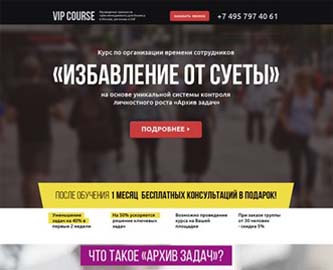 VIP COURSE
ЗАКАЗАТЬ ЗВОНОК
+7 495 797 40 61
Курс по организации времени сотрудников
«ИЗБАВЛЕНИЕ ОТ СУЕТЫ»
на основе уникальной системы контроля
личностного роста «Архив задач»
ПОДРОБНЕЕ
ПОСЛЕ ОБУЧЕНИЯ 1 МЕСЯЦ БЕСПЛАТНЫХ КОНСУЛЬТАЦИЙ В ПОДАРОК!
Уменьшение
задач на 40% в
первые 2 недели
На 50% ускоряется
решение ключевых
задач
Возможно проведение
курса на Вашей
площадке
При заказе группы
от 30 человек
- скидка 5%
ЧТО ТАКОЕ «АРХИВ ЗАДАЧ»?